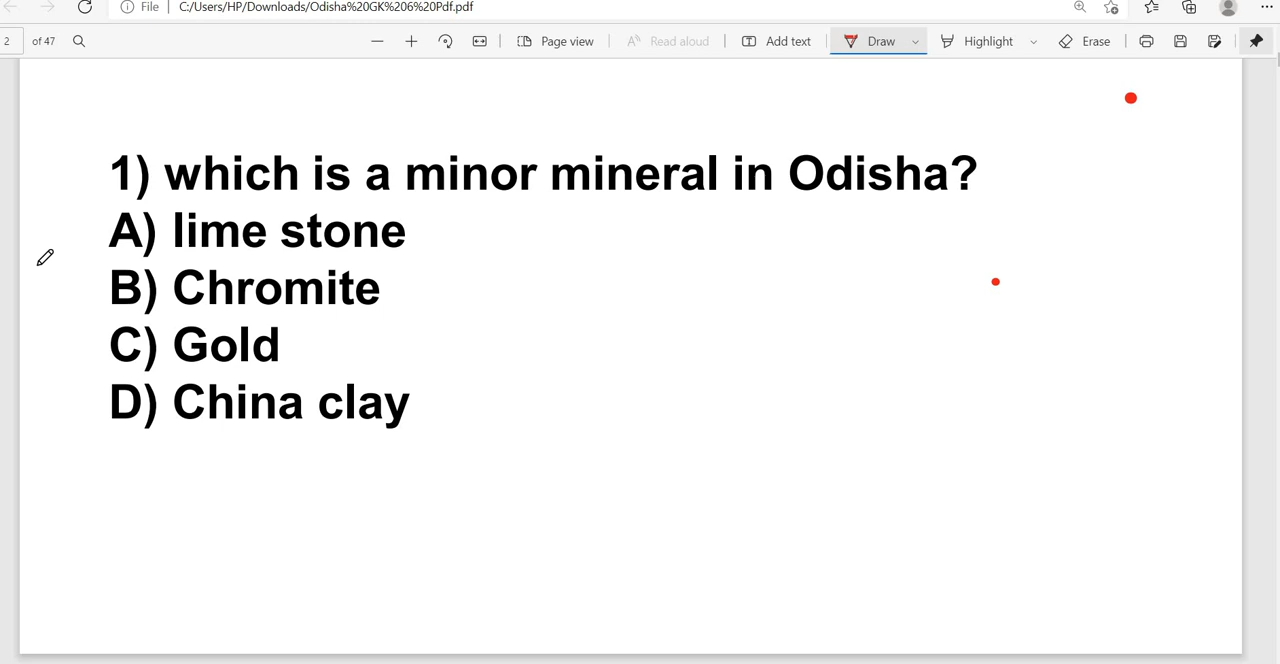 File C:/Users/HP/Downloads/Odisha%20GK%206%20Pdf.pdf
2 of 47 Page view Read aloud Add text Draw Highlight Erase
1) which is a minor mineral in Odisha?
A) lime stone
B) Chromite
C) Gold
D) China clay